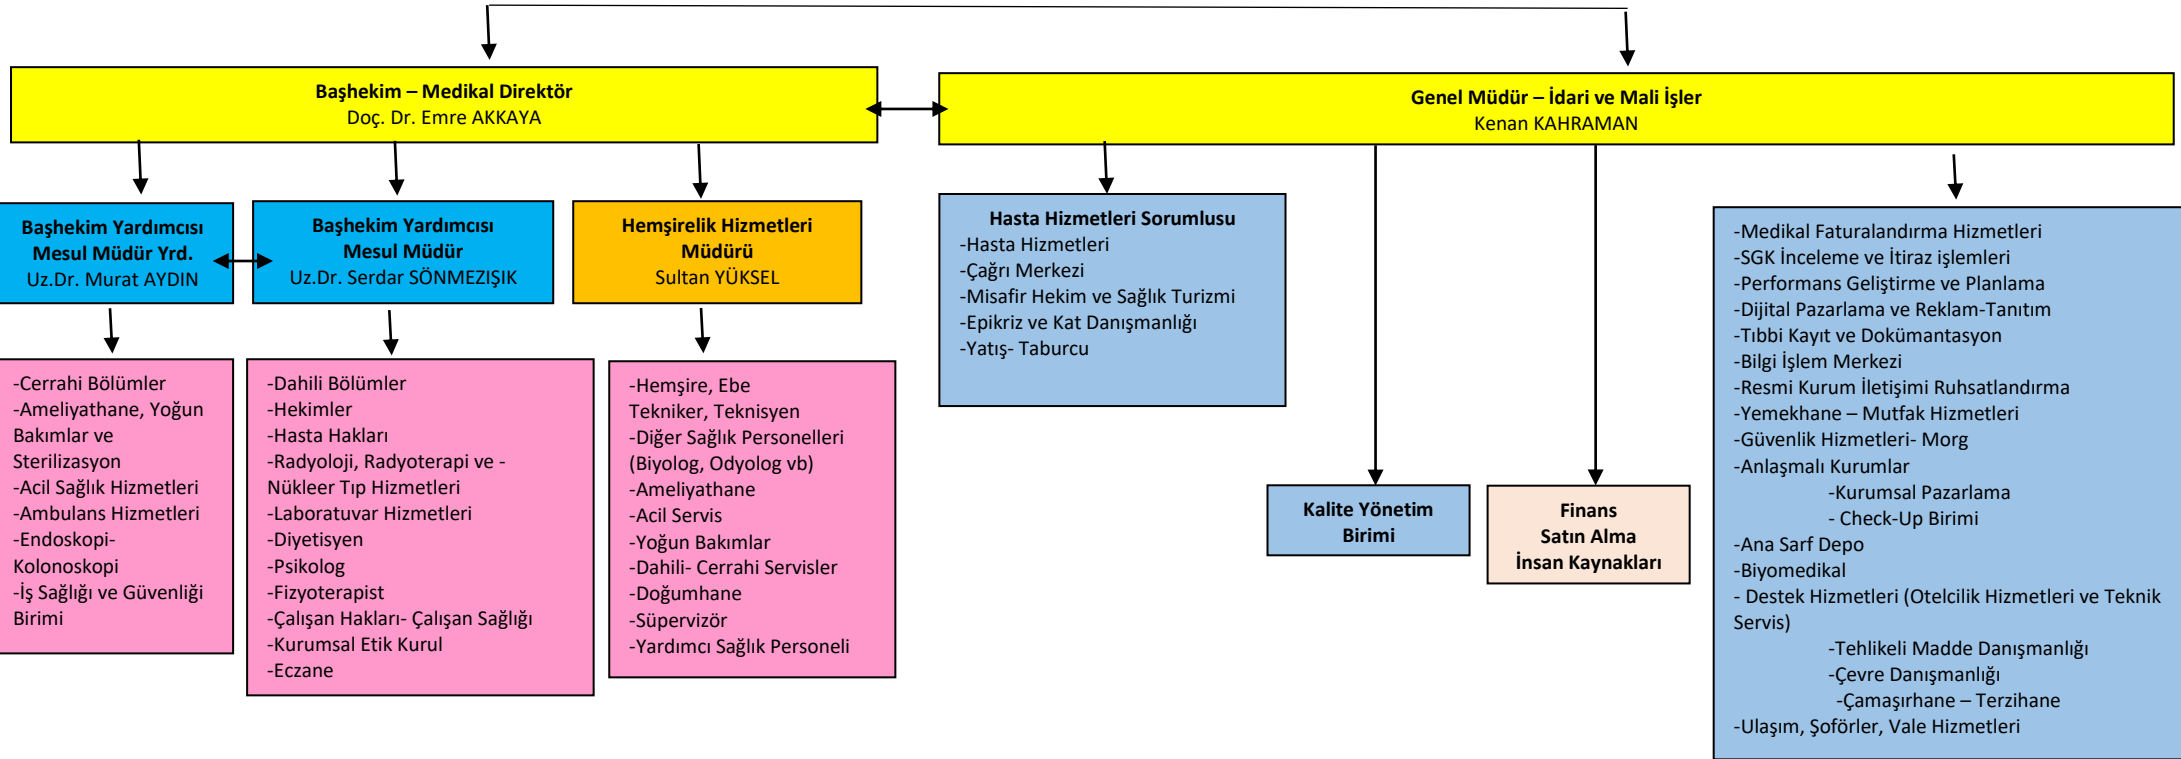 Başhekim – Medikal Direktör
Doç. Dr. Emre AKKAYA
Genel Müdür – İdari ve Mali İşler
Kenan KAHRAMAN
Başhekim Yardımcısı
Mesul Müdür Yrd.
Uz.Dr. Murat AYDIN
Başhekim Yardımcısı
Mesul Müdür
Uz.Dr. Serdar SÖNMEZIŞIK
Hemşirelik Hizmetleri
Müdürü
Sultan YÜKSEL
Hasta Hizmetleri Sorumlusu
-Hasta Hizmetleri
-Çağrı Merkezi
-Misafir Hekim ve Sağlık Turizmi
-Epikriz ve Kat Danışmanlığı
-Yatış- Taburcu
-Medikal Faturalandırma Hizmetleri
-SGK İnceleme ve İtiraz işlemleri
-Performans Geliştirme ve Planlama
-Dijital Pazarlama ve Reklam-Tanıtım
-Tıbbi Kayıt ve Dokümantasyon
-Bilgi İşlem Merkezi
-Resmi Kurum İletişimi Ruhsatlandırma
-Yemekhane – Mutfak Hizmetleri
-Güvenlik Hizmetleri- Morg
-Anlaşmalı Kurumlar
-Kurumsal Pazarlama
- Check-Up Birimi
-Ana Sarf Depo
-Biyomedikal
- Destek Hizmetleri (Otelcilik Hizmetleri ve Teknik
Servis)
-Tehlikeli Madde Danışmanlığı
-Çevre Danışmanlığı
-Çamaşırhane – Terzihane
-Ulaşım, Şoförler, Vale Hizmetleri
-Cerrahi Bölümler
-Ameliyathane, Yoğun
Bakımlar ve
Sterilizasyon
-Acil Sağlık Hizmetleri
-Ambulans Hizmetleri
-Endoskopi-
Kolonoskopi
-İş Sağlığı ve Güvenliği
Birimi
-Dahili Bölümler
-Hekimler
-Hasta Hakları
-Radyoloji, Radyoterapi ve -
Nükleer Tıp Hizmetleri
-Laboratuvar Hizmetleri
-Diyetisyen
-Psikolog
-Fizyoterapist
-Çalışan Hakları- Çalışan Sağlığı
-Kurumsal Etik Kurul
-Eczane
-Hemşire, Ebe
Tekniker, Teknisyen
-Diğer Sağlık Personelleri
(Biyolog, Odyolog vb)
-Ameliyathane
-Acil Servis
-Yoğun Bakımlar
-Dahili- Cerrahi Servisler
-Doğumhane
-Süpervizör
-Yardımcı Sağlık Personeli
Kalite Yönetim
Birimi
Finans
Satın Alma
İnsan Kaynakları